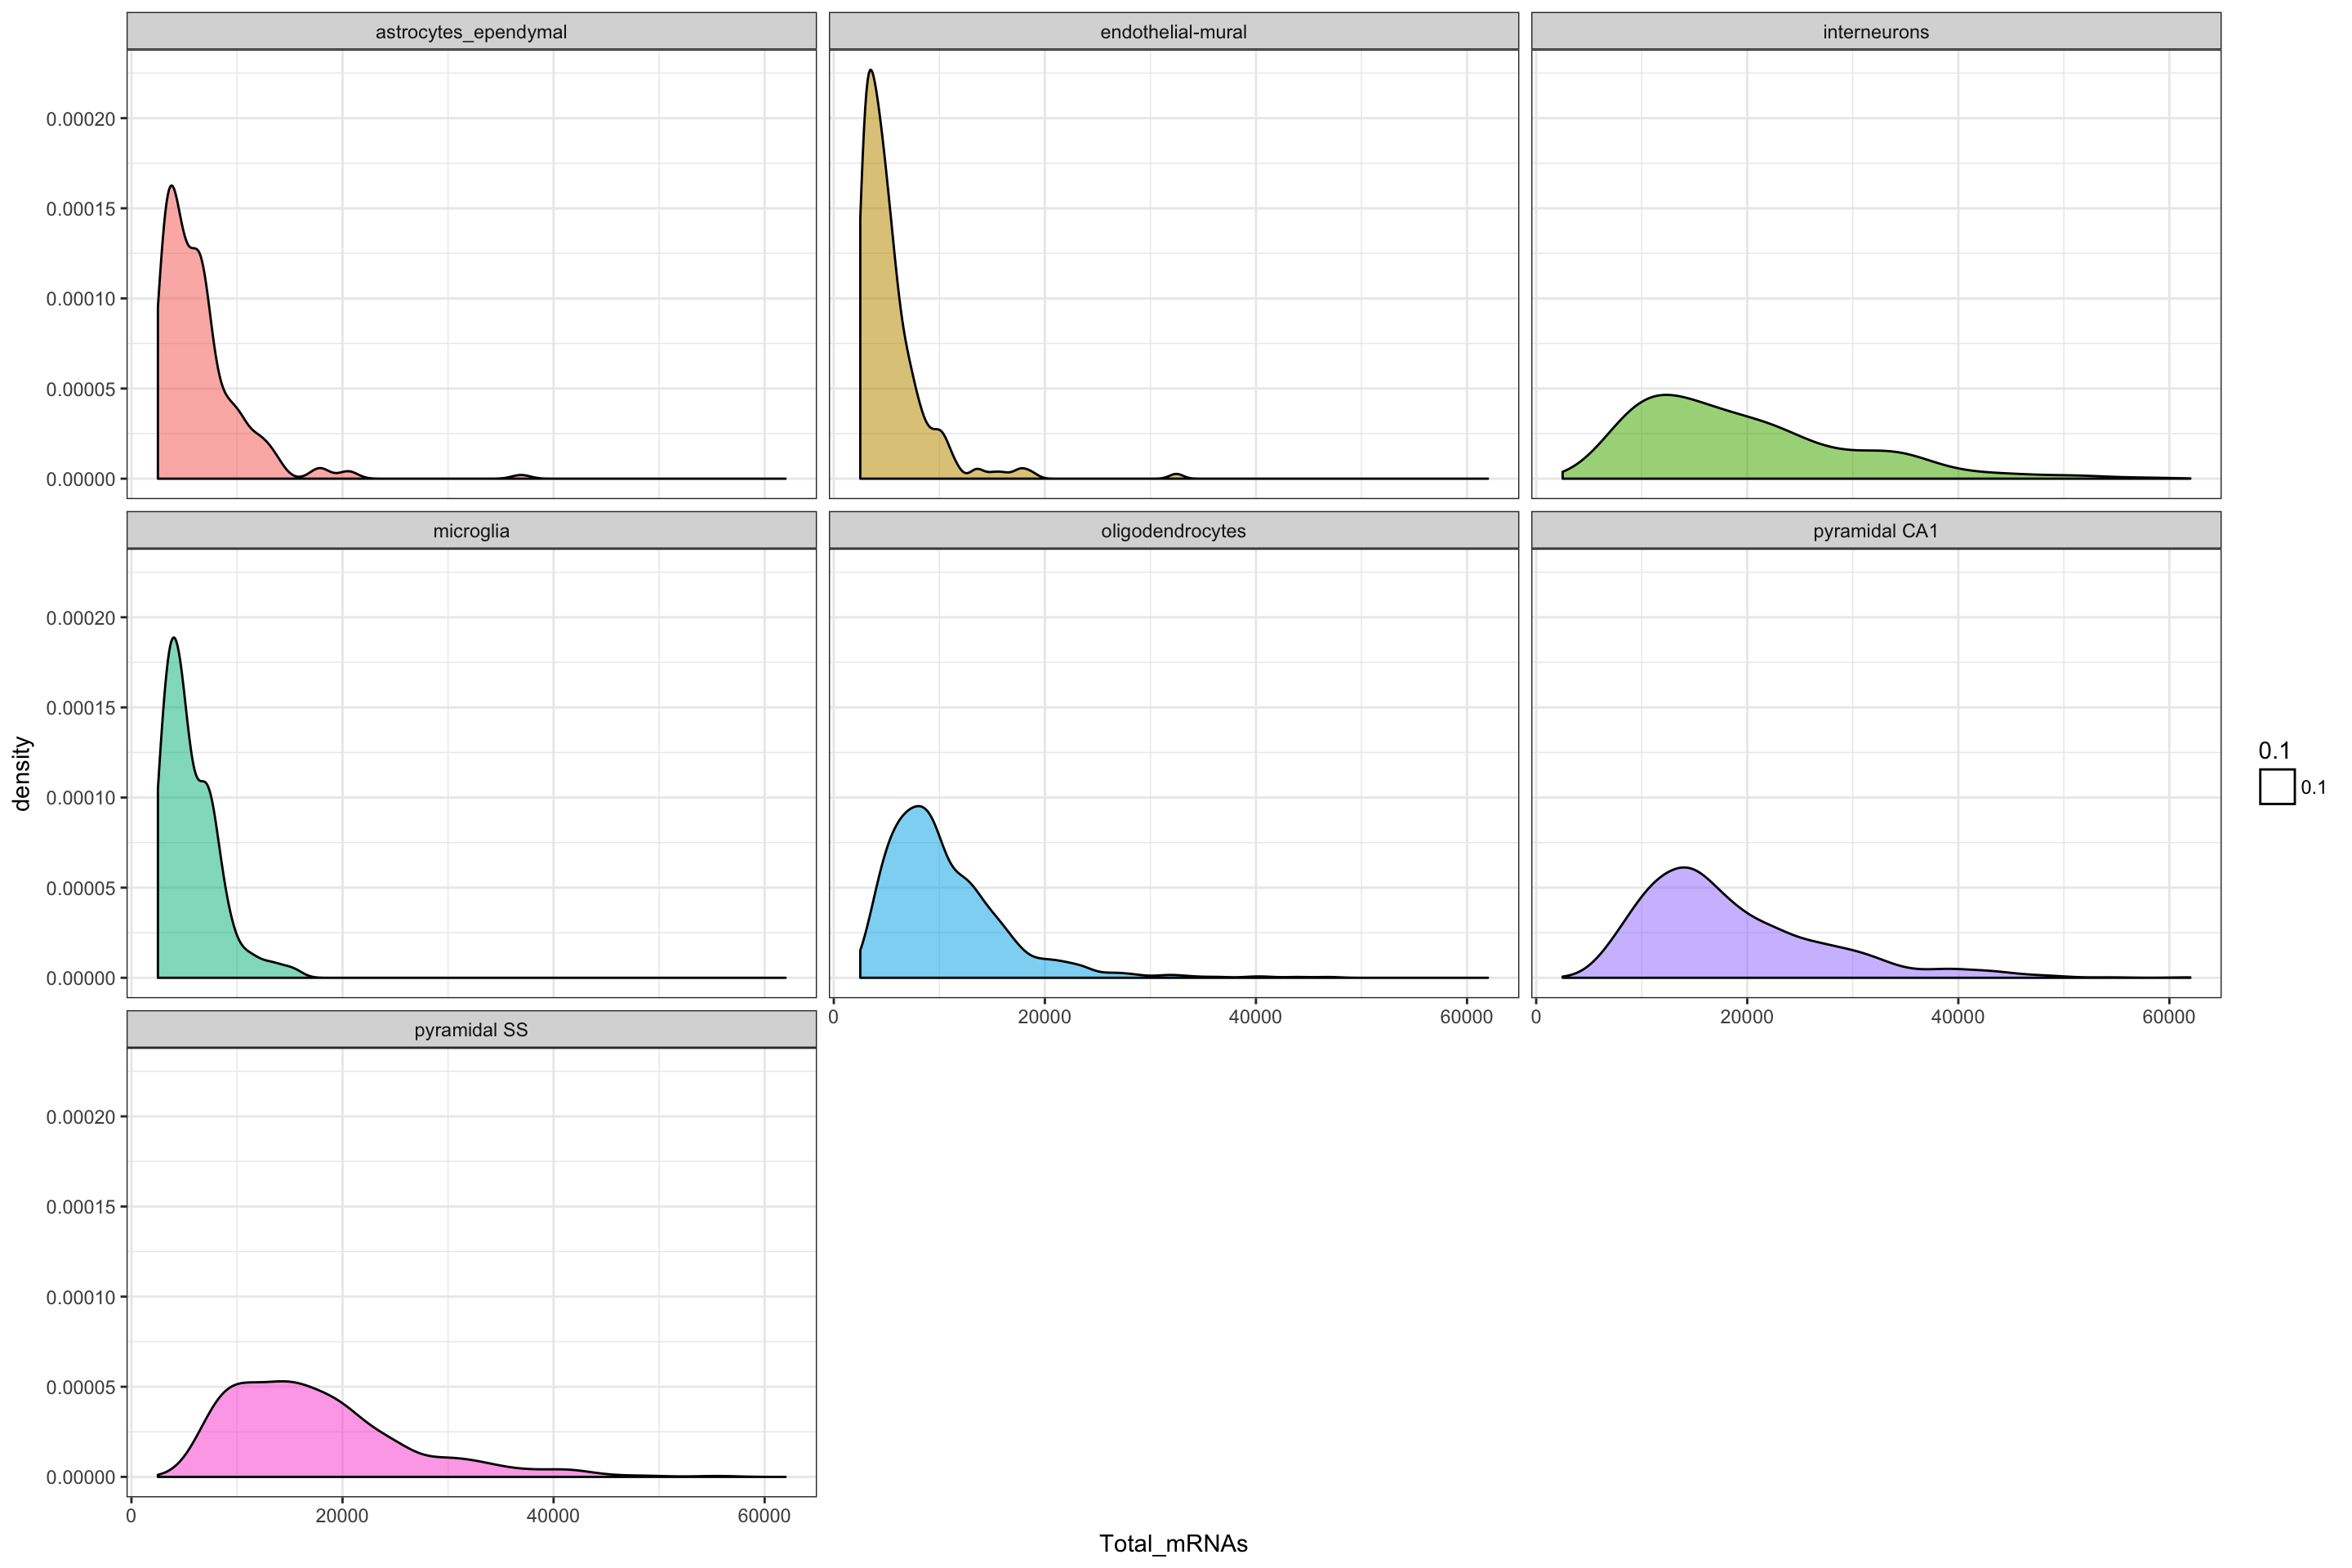 astrocytes_ependymal
endothelial-mural
interneurons
0.00020
0.00015
0.00010
0.00005
0.00000
microglia
oligodendrocytes
pyramidal CA1
0.00020
0.00015
0.00010
0.00005
0.00000
0 20000 40000 60000
0 20000 40000 60000
pyramidal SS
0.00020
0.00015
0.00010
0.00005
0.00000
0 20000 40000 60000
density
Total_mRNAs
0.1
0.1